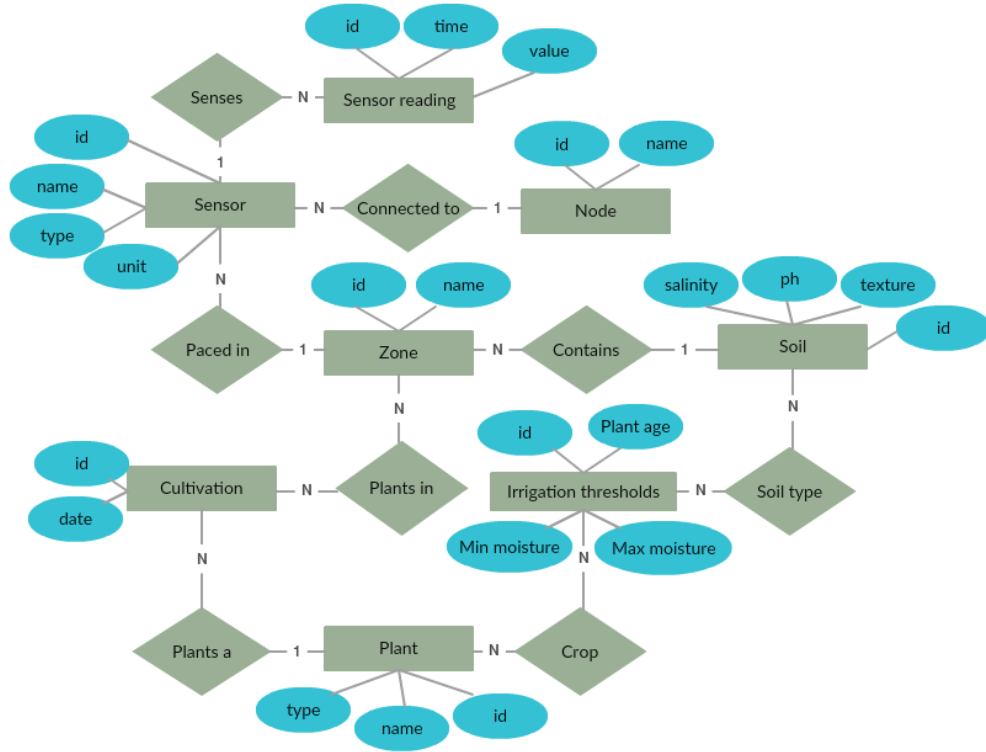 id
time
value
Senses
N
Sensor reading
id
1
id
name
name
Sensor
N
Connected to
1
Node
type
unit
N
id
name
salinity
ph
texture
id
Paced in
1
Zone
N
Contains
1
Soil
N
N
id
Plant age
id
Cultivation
N
Plants in
Irrigation thresholds
N
Soil type
date
Min moisture
Max moisture
N
N
Plants a
1
Plant
N
Crop
type
name
id